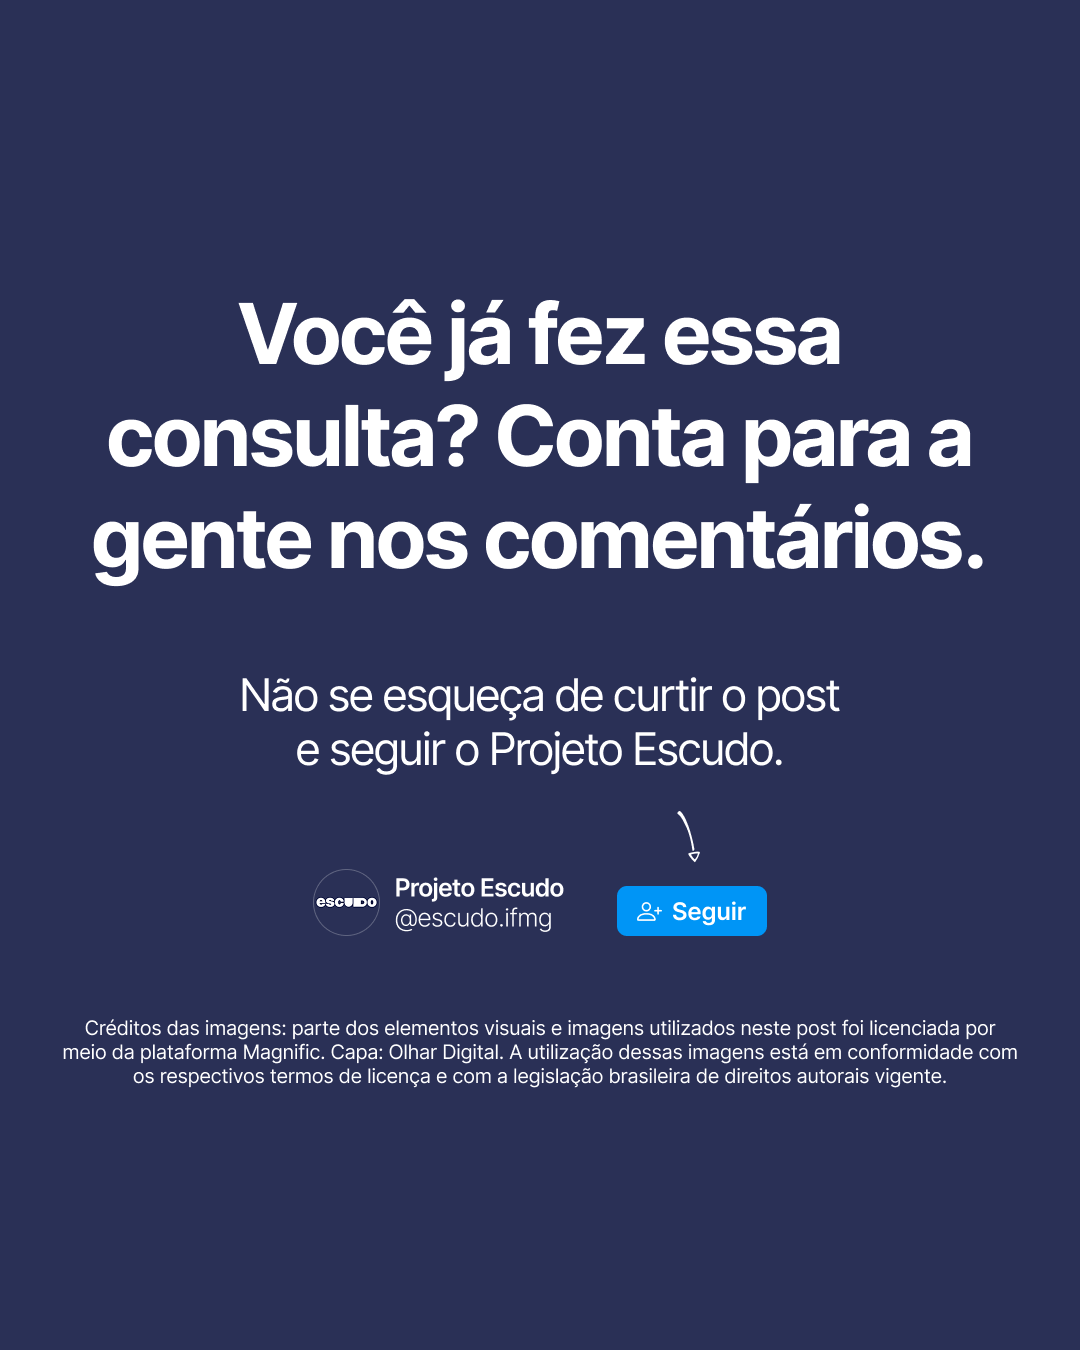 Você já fez essa
consulta? Conta para a
gente nos comentários.
Não se esqueça de curtir o post
e seguir o Projeto Escudo.
escudo
Projeto Escudo
@escudo.ifmg
Seguir
Créditos das imagens: parte dos elementos visuais e imagens utilizados neste post foi licenciada por
meio da plataforma Magnific. Capa: Olhar Digital. A utilização dessas imagens está em conformidade com
os respectivos termos de licença e com a legislação brasileira de direitos autorais vigente.